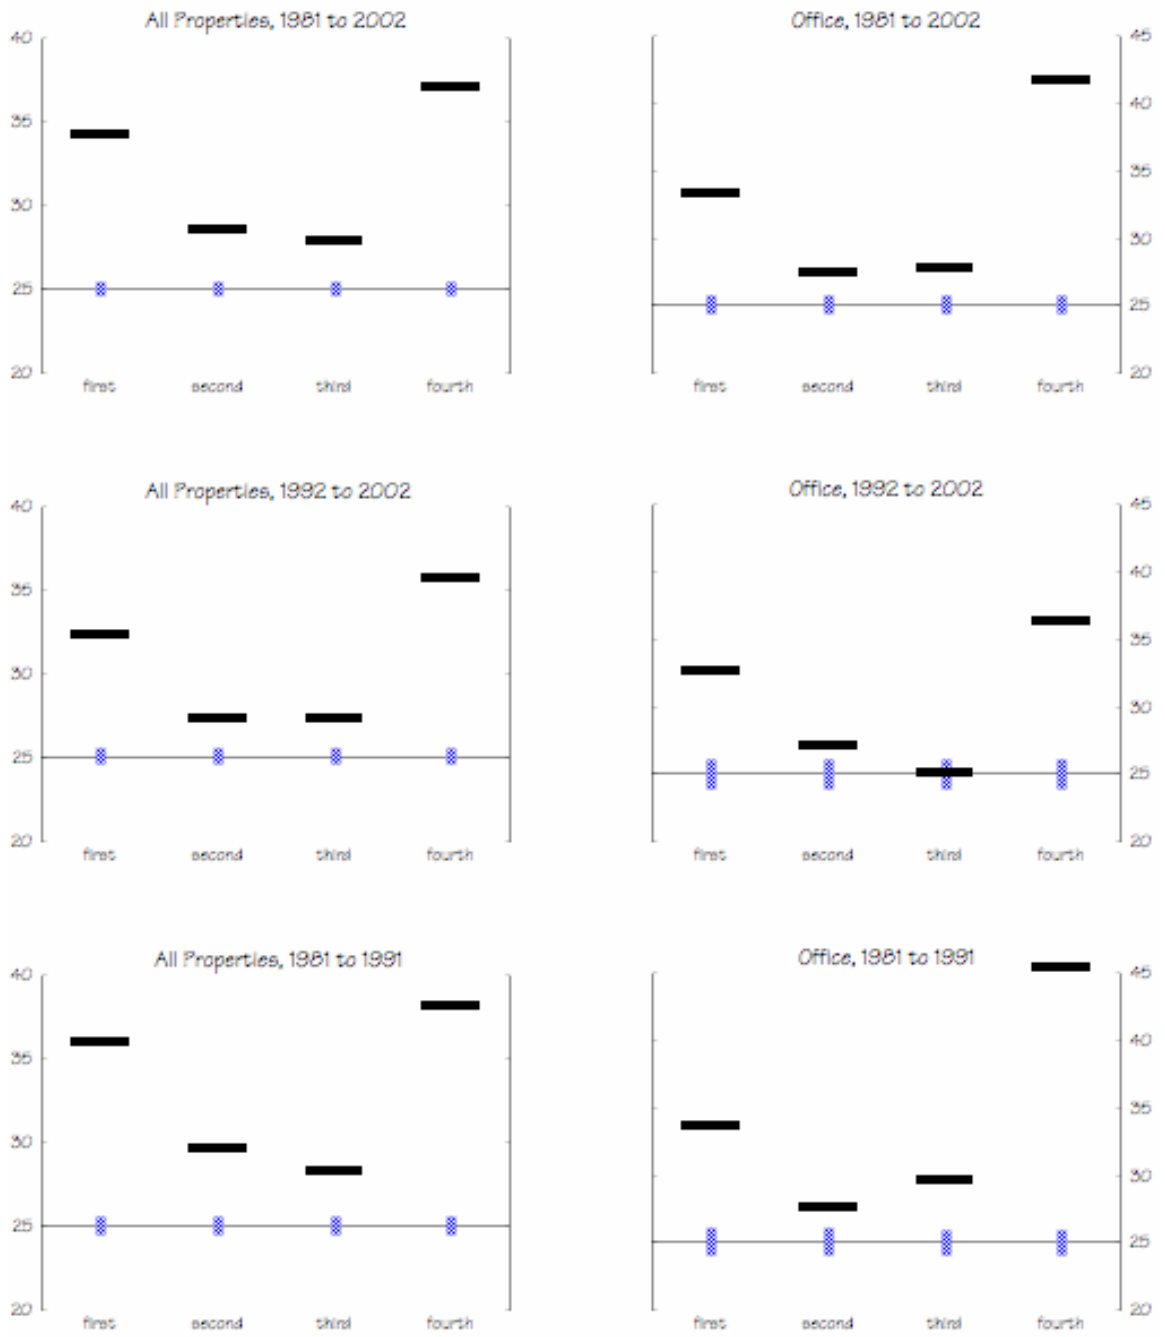 All Properties, 1981 to 2002
40
35
30
25
20
first second third fourth
Office, 1981 to 2002
45
40
35
30
25
20
first second third fourth
All Properties, 1992 to 2002
40
35
30
25
20
first second third fourth
Office, 1992 to 2002
45
40
35
30
25
20
first second third fourth
All Properties, 1981 to 1991
40
35
30
25
20
first second third fourth
Office, 1981 to 1991
45
40
35
30
25
20
first second third fourth